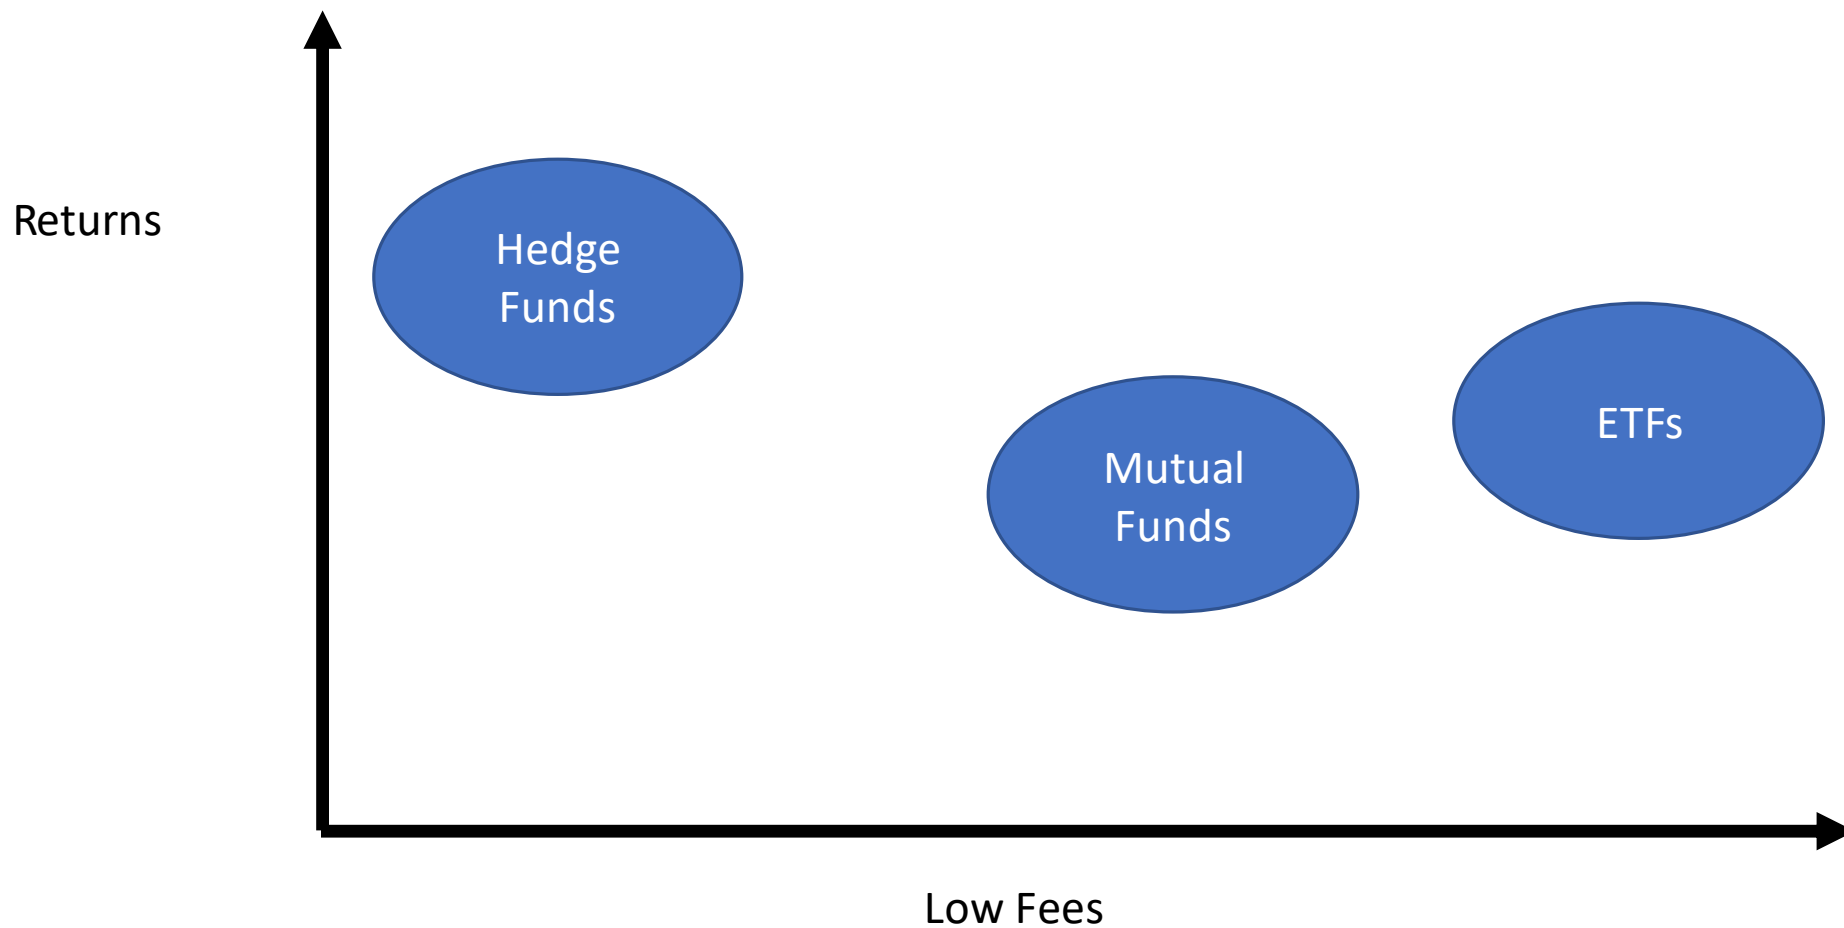 Returns
Hedge
Funds
ETFs
Mutual
Funds
Low Fees